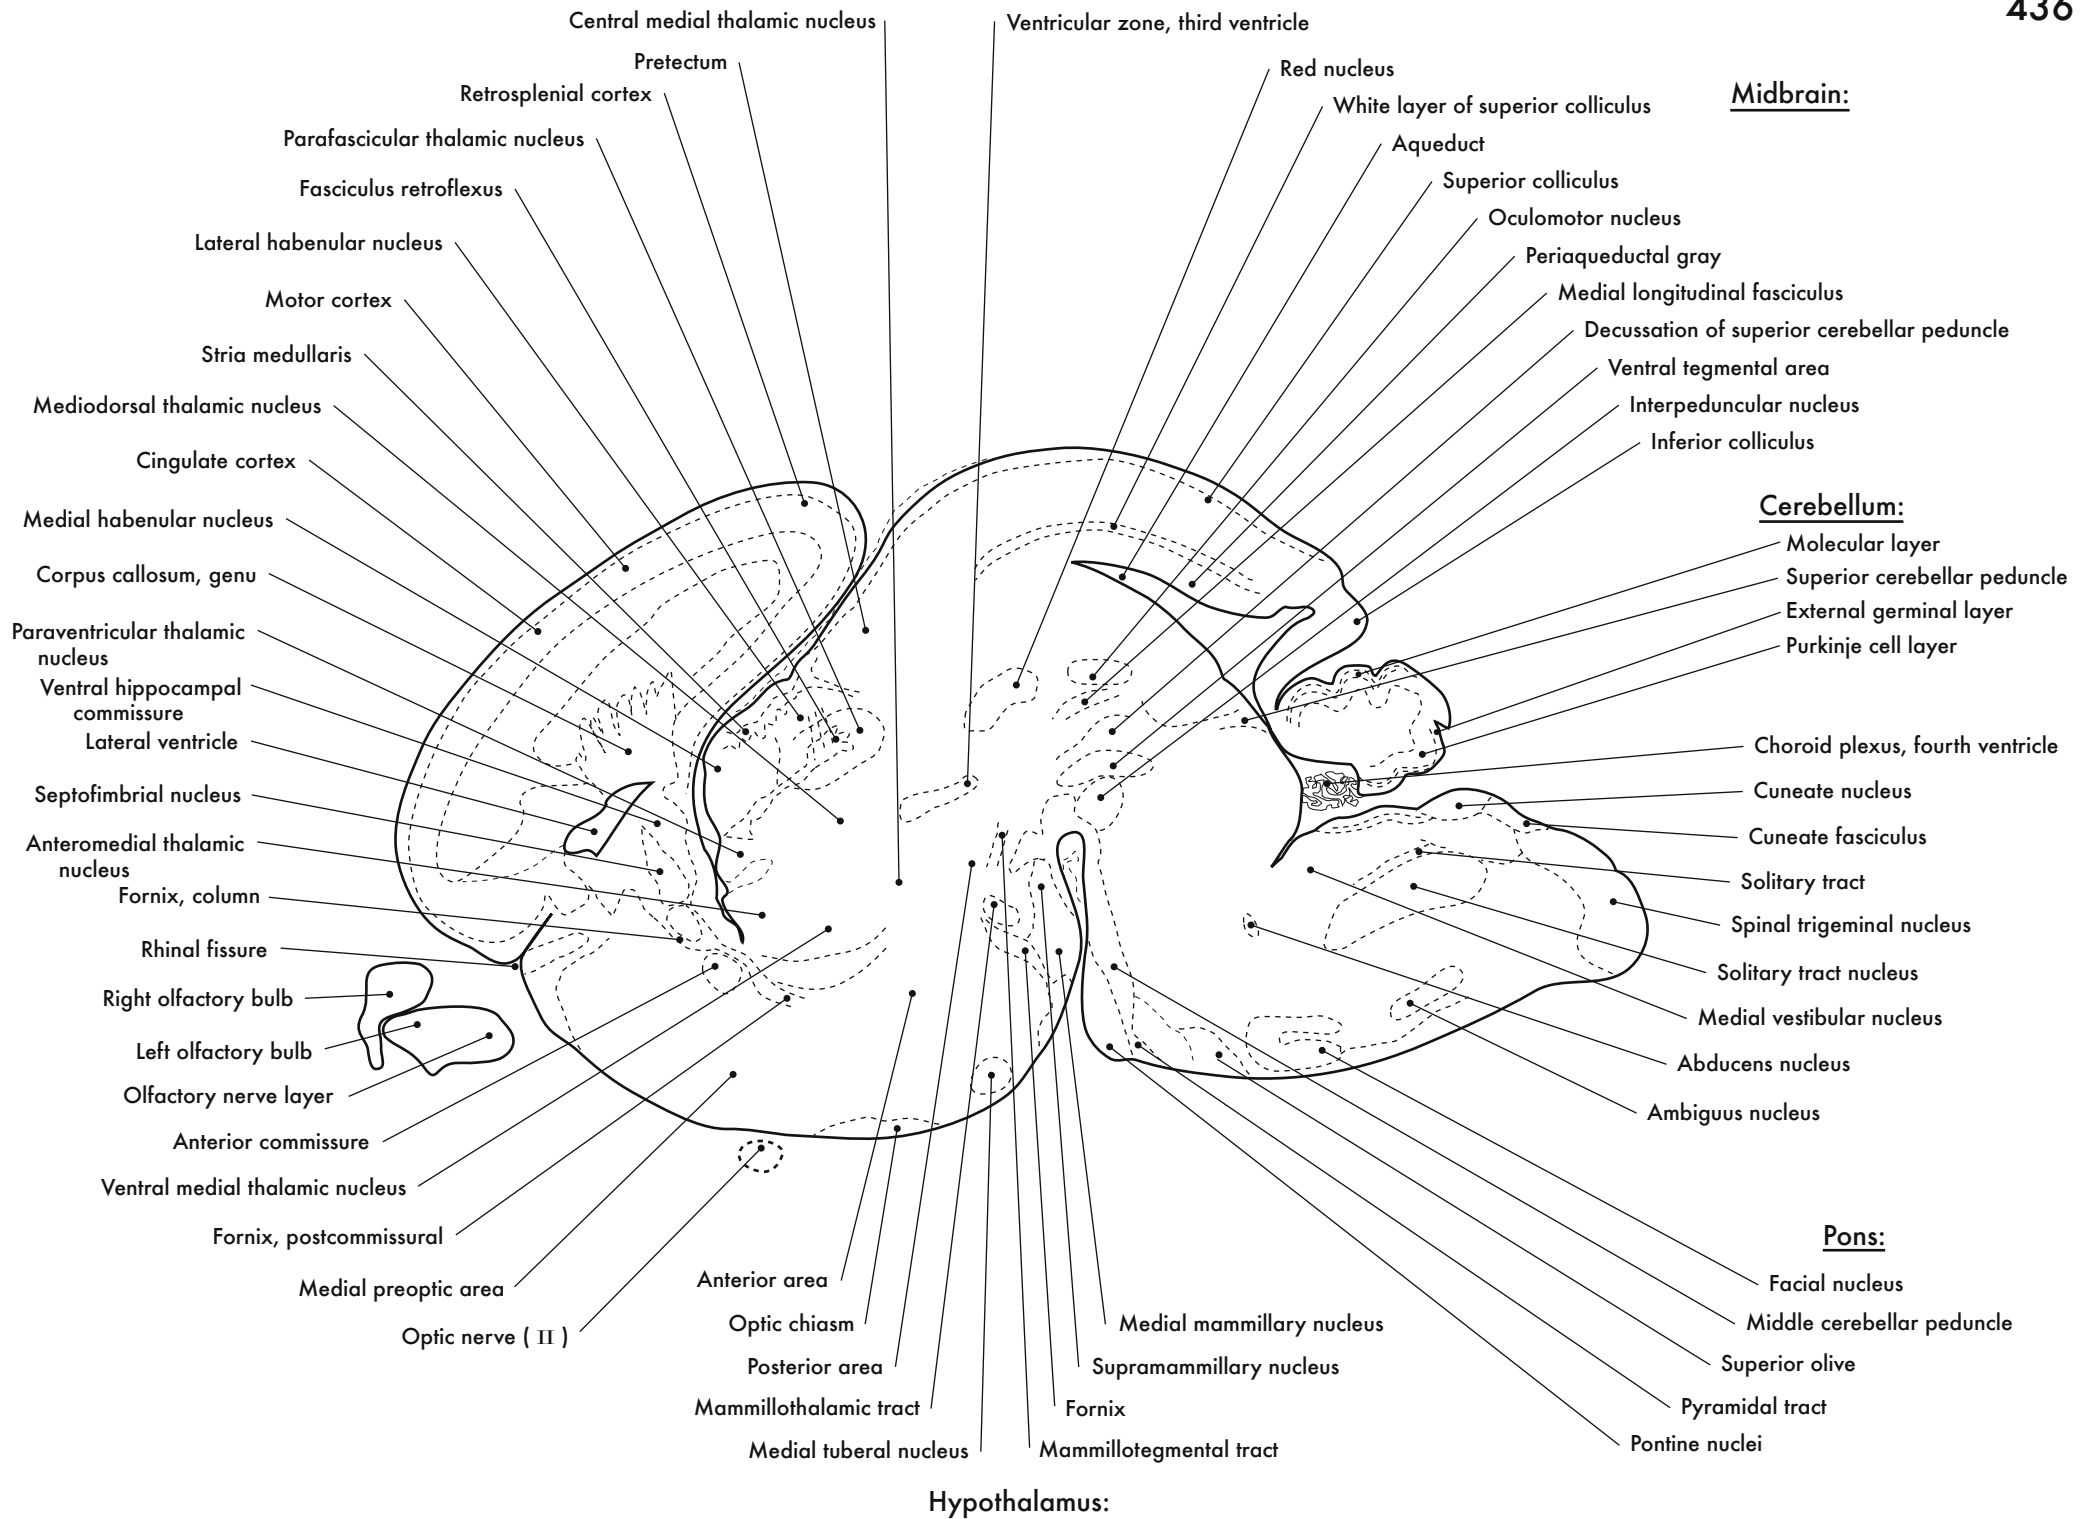 436
Central medial thalamic nucleus
Pretectum
Retrosplenial cortex
Parafascicular thalamic nucleus
Fasciculus retroflexus
Lateral habenular nucleus
Motor cortex
Stria medullaris
Mediodorsal thalamic nucleus
Cingulate cortex
Medial habenular nucleus
Corpus callosum, genu
Paraventricular thalamic
nucleus
Ventral hippocampal
commissure
Lateral ventricle
Septofimbrial nucleus
Anteromedial thalamic
nucleus
Fornix, column
Rhinal fissure
Right olfactory bulb
Left olfactory bulb
Olfactory nerve layer
Anterior commissure
Ventral medial thalamic nucleus
Fornix, postcommissural
Medial preoptic area
Optic nerve ( II )
Ventricular zone, third ventricle
Midbrain:
Red nucleus
White layer of superior colliculus
Aqueduct
Superior colliculus
Oculomotor nucleus
Periaqueductal gray
Medial longitudinal fasciculus
Decussation of superior cerebellar peduncle
Ventral tegmental area
Interpeduncular nucleus
Inferior colliculus
Cerebellum:
Molecular layer
Superior cerebellar peduncle
External germinal layer
Purkinje cell layer
Choroid plexus, fourth ventricle
Cuneate nucleus
Cuneate fasciculus
Solitary tract
Spinal trigeminal nucleus
Solitary tract nucleus
Medial vestibular nucleus
Abducens nucleus
Ambiguus nucleus
Pons:
Facial nucleus
Middle cerebellar peduncle
Superior olive
Pyramidal tract
Pontine nuclei
Anterior area
Optic chiasm
Posterior area
Mammillothalamic tract
Medial tuberal nucleus
Medial mammillary nucleus
Supramammillary nucleus
Fornix
Mammillotegmental tract
Hypothalamus: